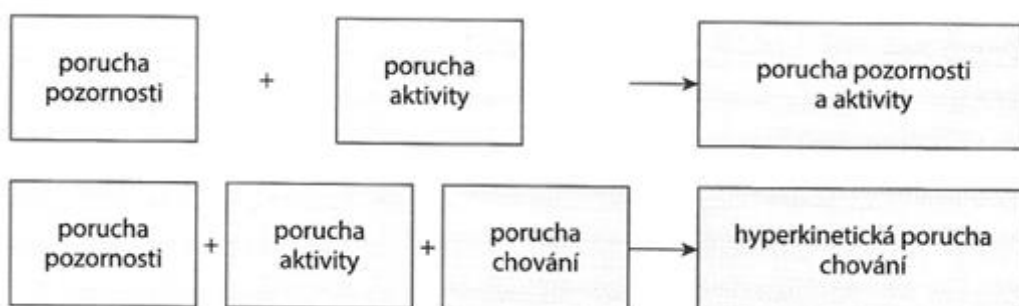 porucha
pozornosti
+
porucha
aktivity
porucha pozornosti
a aktivity
porucha
pozornosti
+
porucha
aktivity
+
porucha
chování
hyperkinetická porucha
chování